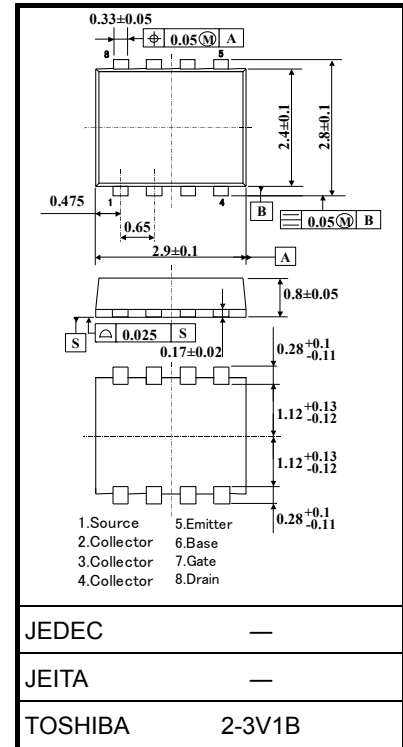 0.33±0.05
⌖ 0.05Ⓜ A
8 5
2.4±0.1
2.8±0.1
0.475
1 4
B
⌯ 0.05Ⓜ B
0.65
2.9±0.1
A
0.8±0.05
S
⌓ 0.025 S
0.17±0.02
0.28 +0.1 -0.11
1.12 +0.13 -0.12
1.12 +0.13 -0.12
0.28 +0.1 -0.11
1.Source 5.Emitter
2.Collector 6.Base
3.Collector 7.Gate
4.Collector 8.Drain
JEDEC —
JEITA —
TOSHIBA 2-3V1B